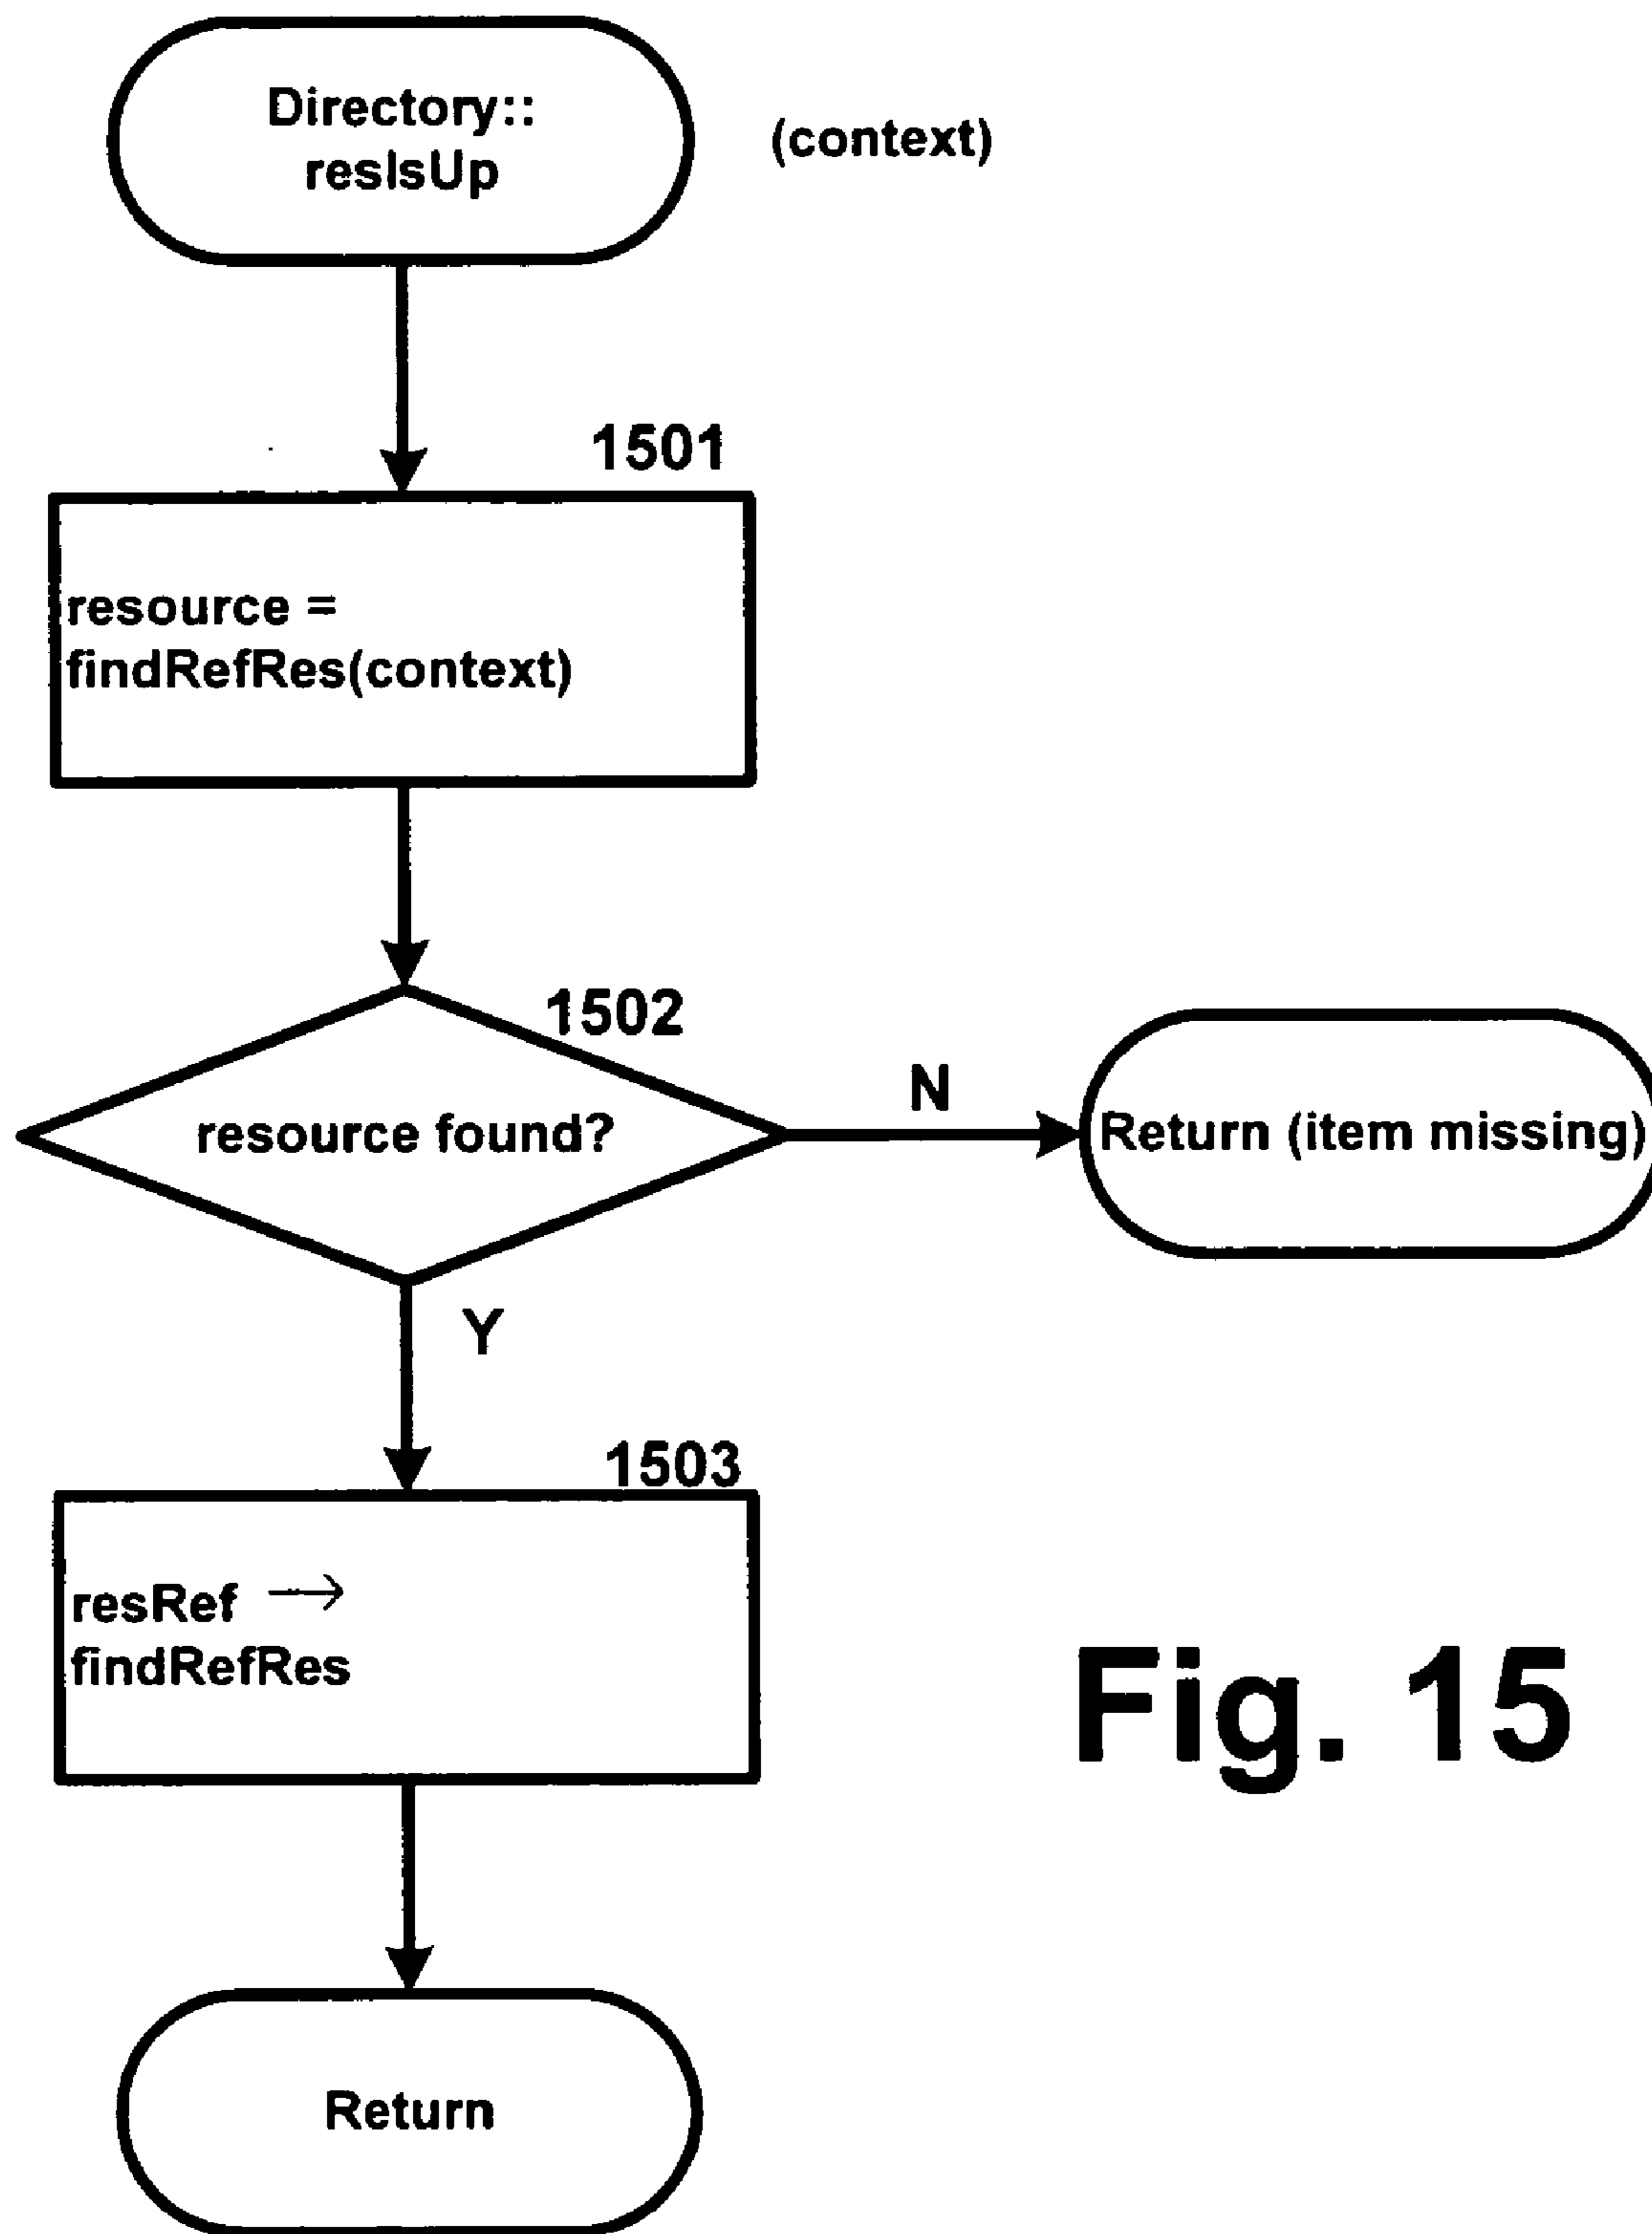 Directory::
resIsUp
(context)
1501
resource =
findRefRes(context)
1502
resource found?
N
Return (item missing)
Y
1503
resRef →
findRefRes
Fig. 15
Return